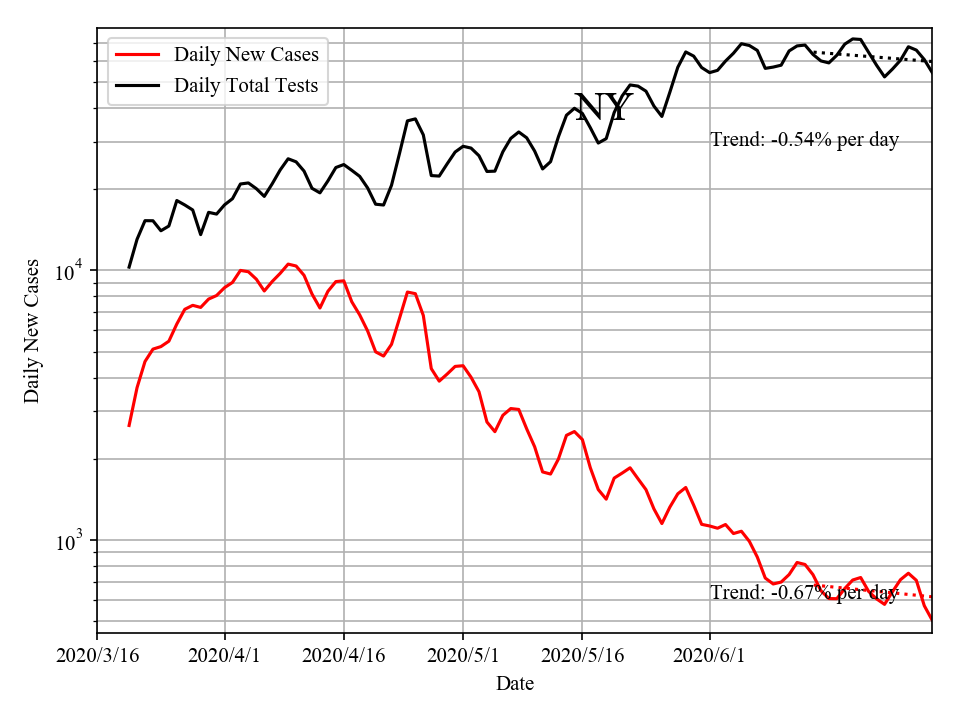 Daily New Cases
Daily Total Tests
NY
Trend: -0.54% per day
10^4
Daily New Cases
10^3
Trend: -0.67% per day
2020/3/16 2020/4/1 2020/4/16 2020/5/1 2020/5/16 2020/6/1
Date